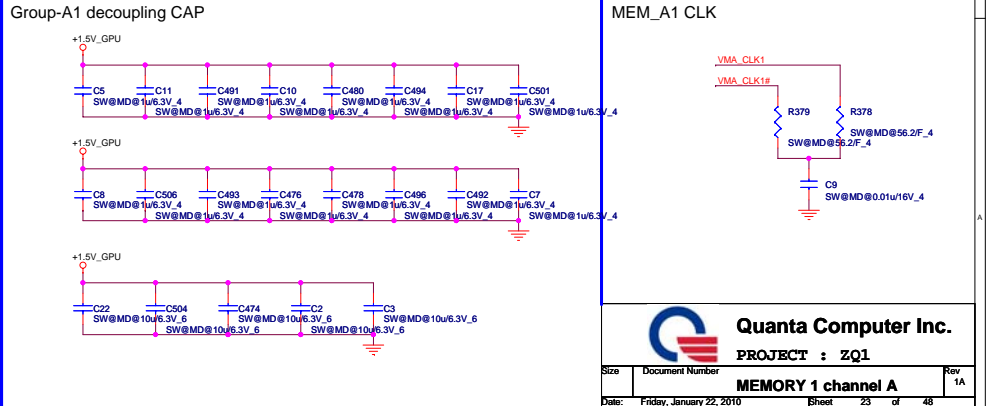 Group-A1 decoupling CAP
+1.5V_GPU
C5 C11 C491 C10 C480 C494 C17 C501
SW@MD@1u/6.3V_4 SW@MD@1u/6.3V_4 SW@MD@1u/6.3V_4 SW@MD@1u/6.3V_4
SW@MD@1u/6.3V_4 SW@MD@1u/6.3V_4 SW@MD@1u/6.3V_4 SW@MD@1u/6.3V_4
+1.5V_GPU
C8 C506 C493 C476 C478 C496 C492 C7
SW@MD@1u/6.3V_4 SW@MD@1u/6.3V_4 SW@MD@1u/6.3V_4 SW@MD@1u/6.3V_4
SW@MD@1u/6.3V_4 SW@MD@1u/6.3V_4 SW@MD@1u/6.3V_4 SW@MD@1u/6.3V_4
+1.5V_GPU
C22 C504 C474 C2 C3
SW@MD@10u/6.3V_6 SW@MD@10u/6.3V_6 SW@MD@10u/6.3V_6
SW@MD@10u/6.3V_6 SW@MD@10u/6.3V_6
MEM_A1 CLK
VMA_CLK1
VMA_CLK1#
R379 R378
SW@MD@56.2/F_4
SW@MD@56.2/F_4
C9
SW@MD@0.01u/16V_4
A
Quanta Computer Inc.
PROJECT : ZQ1
Size Document Number Rev
MEMORY 1 channel A 1A
Date: Friday, January 22, 2010 Sheet 23 of 48